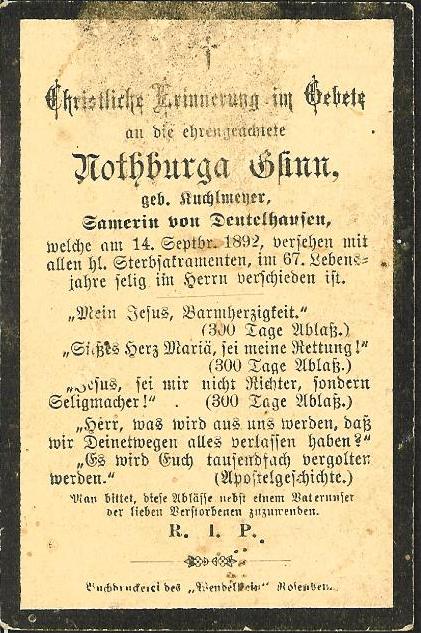 Christliche Erinnerung im Gebete
an die ehrengeachtete
Nothburga Gsinn,
geb. Kuchlmeyer,
Samerin von Deutelhausen,
welche am 14. Septbr. 1892, versehen mit
allen hl. Sterbsakramenten, im 67. Lebens-
jahre selig im Herrn verschieden ist.
„Mein Jesus, Barmherzigkeit.“
(300 Tage Ablaß.)
„Süßes Herz Mariä, sei meine Rettung!“
(300 Tage Ablaß.)
„Jesus, sei mir nicht Richter, sondern
Seligmacher!“ . (300 Tage Ablaß.)
„Herr, was wird aus uns werden, daß
wir Deinetwegen alles verlassen haben?“
„Es wird Euch tausendfach vergolten
werden.“ (Apostelgeschichte.)
Man bittet, diese Ablässe nebst einem Vaterunser
der lieben Verstorbenen zuzuwenden.
R. I. P.
Buchdruckerei des „Wendelstein“ Rosenheim.